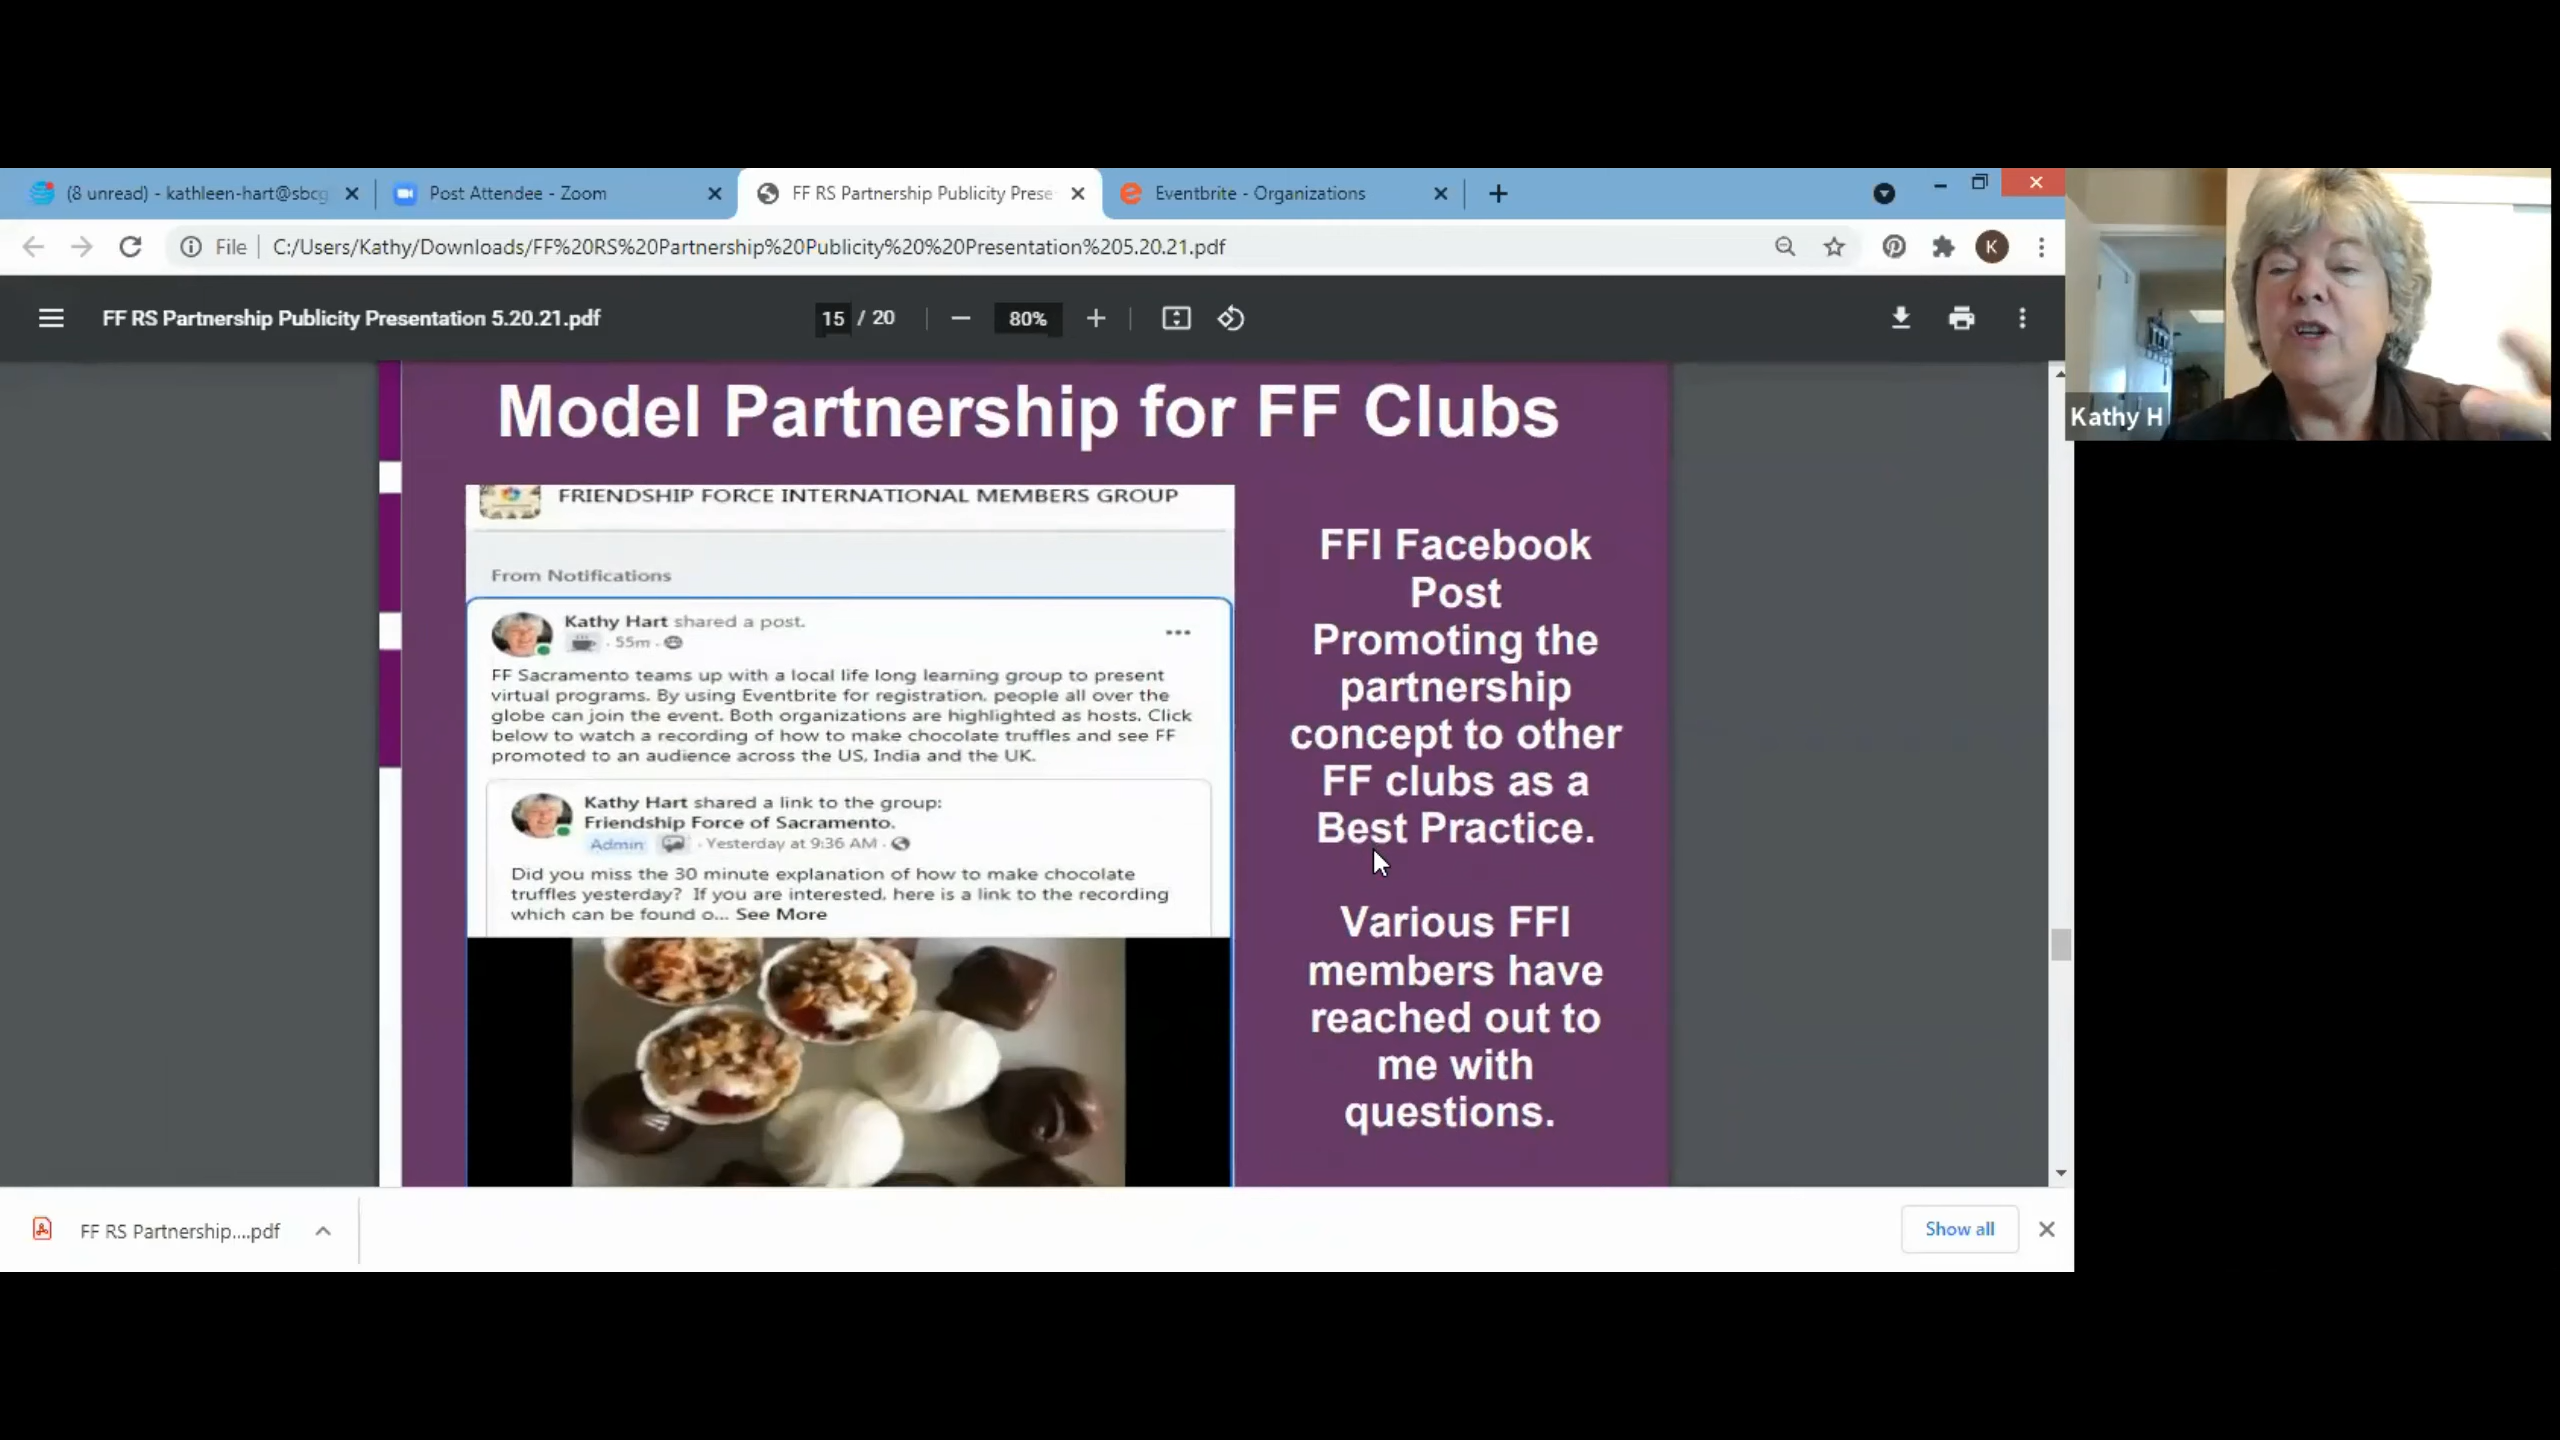 (8 unread) - kathleen-hart@sbcg
Post Attendee - Zoom
FF RS Partnership Publicity Prese
Eventbrite - Organizations
File
C:/Users/Kathy/Downloads/FF%20RS%20Partnership%20Publicity%20%20Presentation%205.20.21.pdf
K
FF RS Partnership Publicity Presentation 5.20.21.pdf
15 / 20
80%
Kathy H
Model Partnership for FF Clubs
FRIENDSHIP FORCE INTERNATIONAL MEMBERS GROUP
From Notifications
Kathy Hart shared a post.
· 55m ·
FF Sacramento teams up with a local life long learning group to present
virtual programs. By using Eventbrite for registration, people all over the
globe can join the event. Both organizations are highlighted as hosts. Click
below to watch a recording of how to make chocolate truffles and see FF
promoted to an audience across the US, India and the UK.
Kathy Hart shared a link to the group:
Friendship Force of Sacramento.
Admin · Yesterday at 9:36 AM ·
Did you miss the 30 minute explanation of how to make chocolate
truffles yesterday? If you are interested, here is a link to the recording
which can be found o... See More
FFI Facebook
Post
Promoting the
partnership
concept to other
FF clubs as a
Best Practice.
Various FFI
members have
reached out to
me with
questions.
FF RS Partnership....pdf
Show all